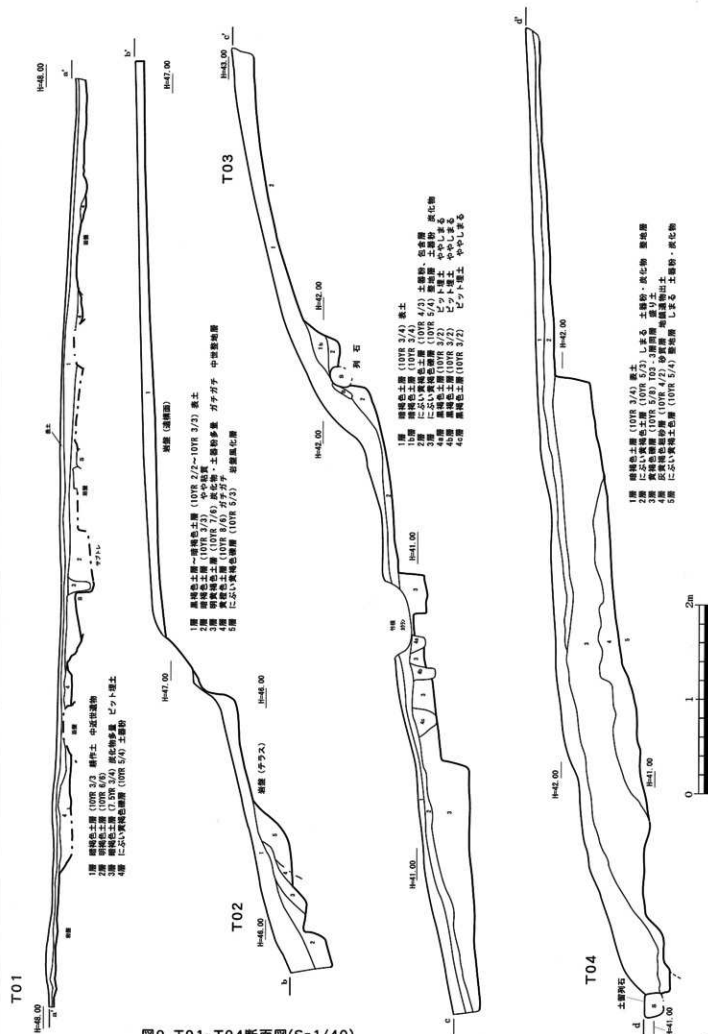 T01
H=48.00
a'
H=48.00
a'
表土
岩盤
サブトレ
1層 暗褐色土層 (10YR 3/3 耕作土 中近世遺物
2層 明褐色土層 (10YR 6/6)
3層 暗褐色土層 (7.5YR 3/4) 炭化物多量 ピット埋土
4層 にぶい黄褐色礫層 (10YR 5/4) 土器粉
T02
b
H=46.00
岩盤 (テラス)
H=46.00
H=47.00
岩盤 (遺構面)
H=47.00
b'
1層 黒褐色土層~暗褐色土層 (10YR 2/2~10YR 3/3) 表土
2層 暗褐色土層 (10YR 3/3) やや粘質
3層 明黄褐色土層 (10YR 7/6) 炭化物・土器粉多量 ガチガチ 中世整地層
4層 黄橙色土層 (10YR 8/6) ガチガチ
5層 にぶい黄褐色礫層 (10YR 5/3) 岩盤風化層
T03
c
H=41.00
H=41.00
H=42.00
列石
H=42.00
H=43.00
c'
1層 暗褐色土層 (10YR 3/4) 表土
1b層 暗褐色土層 (10YR 3/4)
2層 にぶい黄褐色土層 (10YR 4/3) 土器粉、包含層
3層 にぶい黄褐色礫層 (10YR 5/4) 整地層 土器粉 炭化物
4a層 黒褐色土層 (10YR 3/2) ピット埋土 ややしまる
4b層 黒褐色土層 (10YR 3/2) ピット埋土 ややしまる
4c層 黒褐色土層 (10YR 3/2) ピット埋土 ややしまる
T04
d
H=41.00
土留列石
H=41.00
H=42.00
H=42.00
d'
1層 暗褐色土層 (10YR 3/4) 表土
2層 にぶい黄褐色土層 (10YR 5/3) しまる 土器粉・炭化物 整地層
3層 黄褐色礫層 (10YR 5/8) T03-3層同層 盛り土
4層 灰黄褐色粗砂層 (10YR 4/2) 砂質層 地鎮遺物出土
5層 にぶい黄褐土色層 (10YR 5/4) 整地層 しまる 土器粉・炭化物
0 1 2m
図9 T01-T04断面図(S=1/40)